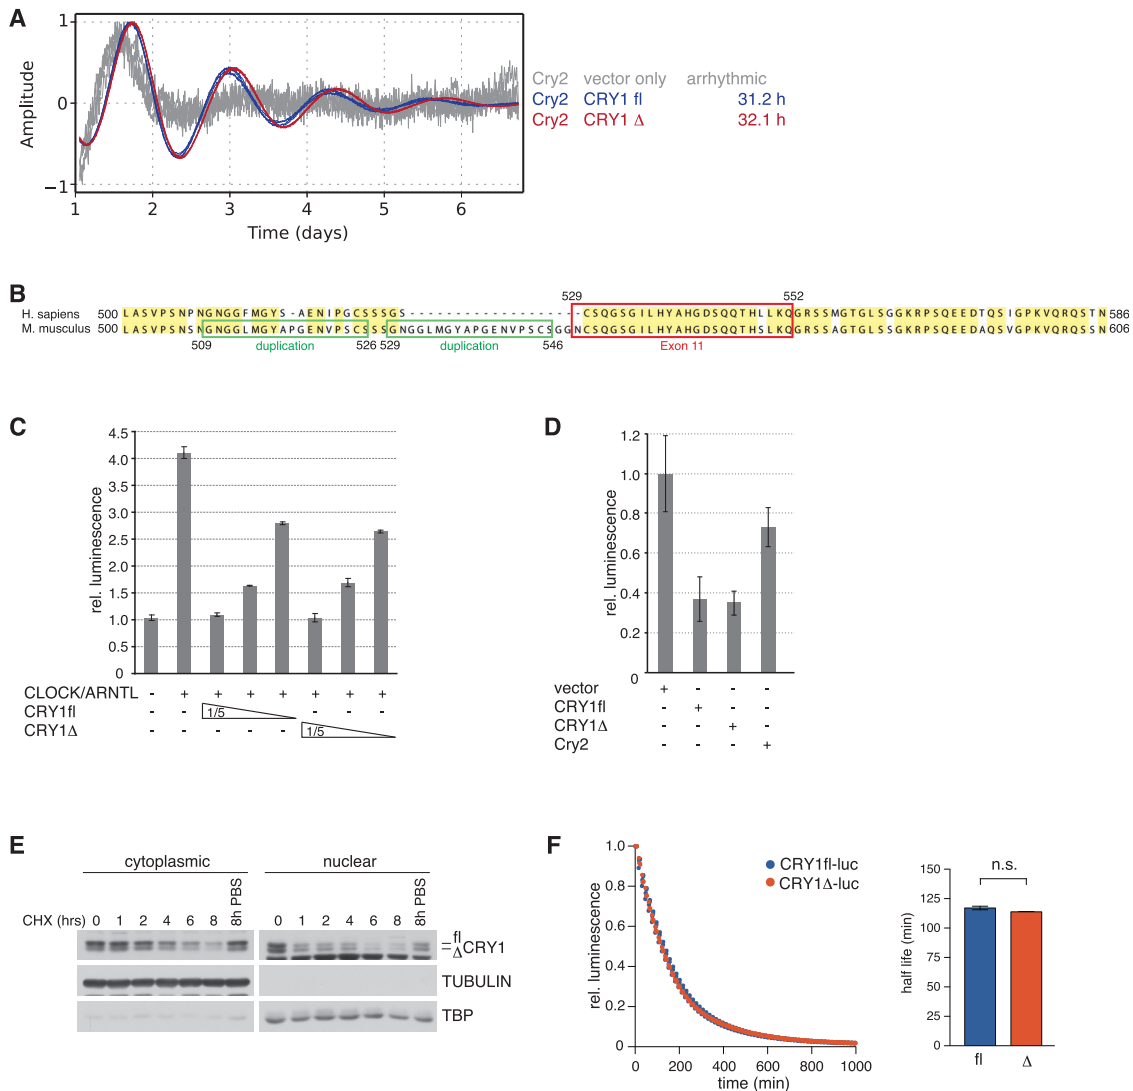 A
1
0
−1
Amplitude
1 2 3 4 5 6
Time (days)
Cry2 vector only arrhythmic
Cry2 CRY1 fl 31.2 h
Cry2 CRY1 Δ 32.1 h
B
529 552
H. sapiens 500 LASVPSNPNGNGGFMGYS-AENIPGCSSSGS------------------CSQGSGILHYAHGDSQQTHLLKQGRSSMGTGLSGGKRPSQEEDTQSIGPKVQRQSTN 586
M. musculus 500 LASVPSNSNGNGGLMGYAPGENVPSCSSSGNGGLMGYAPGENVPSCSGGNCSQGSGILHYAHGDSQQTHSLKQGRSSAGTGLSSGKRPSQEEDAQSVGPKVQRQSSN 606
509 duplication 526 529 duplication 546 Exon 11
C
4.5
4.0
3.5
3.0
2.5
2.0
1.5
1.0
0.5
0
rel. luminescence
CLOCK/ARNTL - + + + + + + +
CRY1fl - - 1/5 - - -
CRY1Δ - - - - - 1/5
D
1.2
1.0
0.8
0.6
0.4
0.2
0
rel. luminescence
vector + - - -
CRY1fl - + - -
CRY1Δ - - + -
Cry2 - - - +
E
cytoplasmic nuclear
CHX (hrs) 0 1 2 4 6 8 8h PBS 0 1 2 4 6 8 8h PBS
fl
Δ CRY1
TUBULIN
TBP
F
1.0
0.8
0.6
0.4
0.2
0
rel. luminescence
0 200 400 600 800 1000
time (min)
CRY1fl-luc
CRY1Δ-luc
150
125
100
75
50
25
0
half life (min)
n.s.
fl Δ